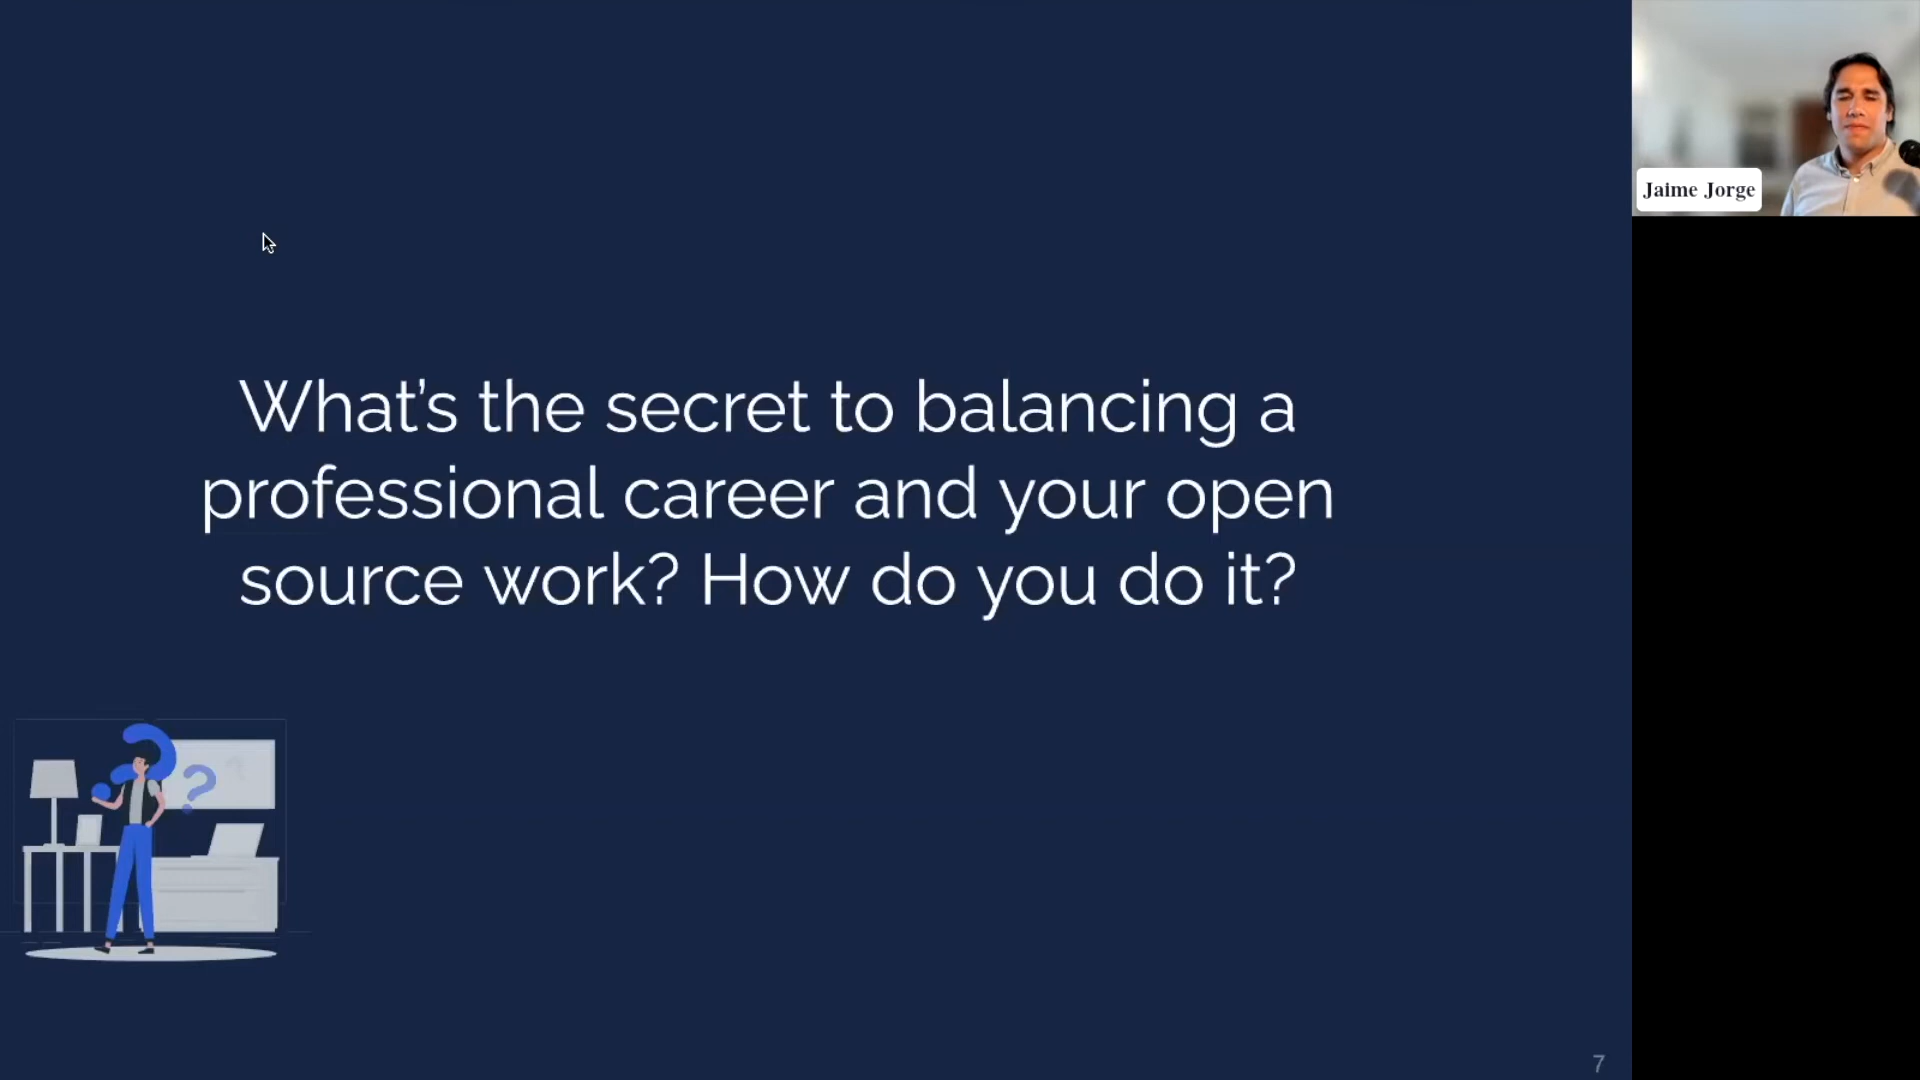 What's the secret to balancing a
professional career and your open
source work? How do you do it?
Jaime Jorge
7